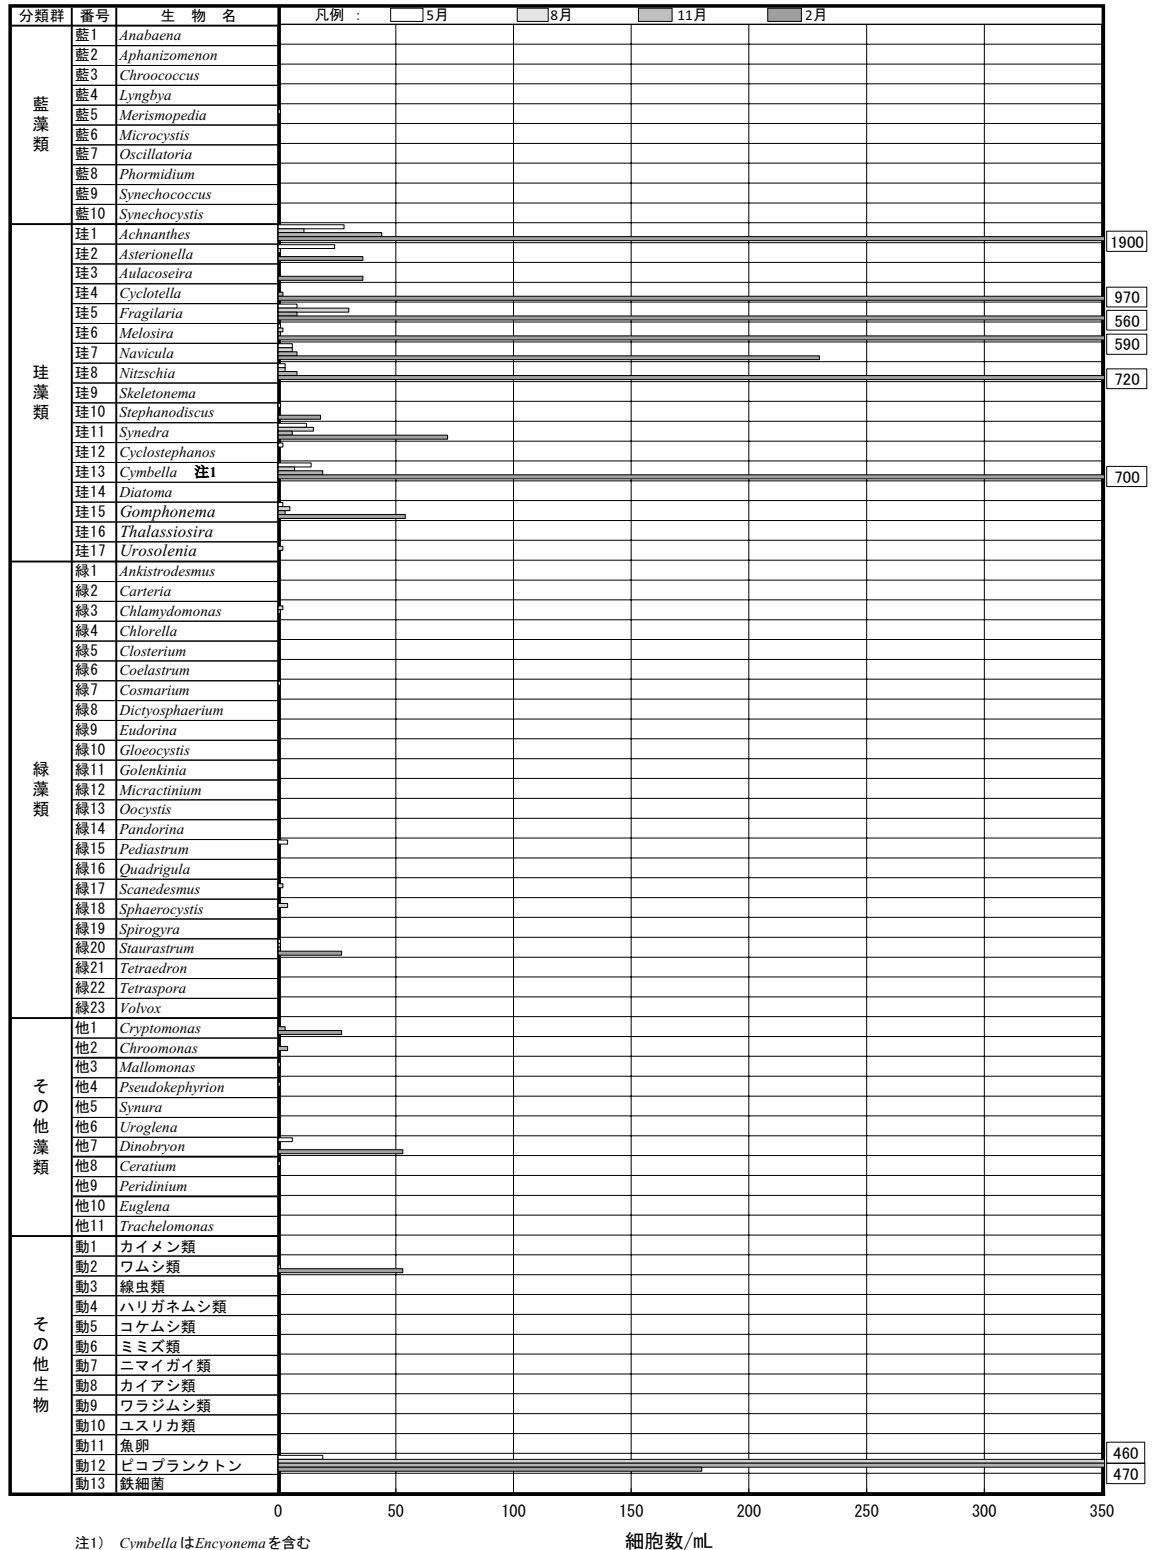 分類群 番号 生 物 名 凡例 : 5月 8月 11月 2月
藍藻類
藍1 Anabaena
藍2 Aphanizomenon
藍3 Chroococcus
藍4 Lyngbya
藍5 Merismopedia
藍6 Microcystis
藍7 Oscillatoria
藍8 Phormidium
藍9 Synechococcus
藍10 Synechocystis
珪藻類
珪1 Achnanthes 1900
珪2 Asterionella
珪3 Aulacoseira
珪4 Cyclotella 970
珪5 Fragilaria 560
珪6 Melosira 590
珪7 Navicula
珪8 Nitzschia 720
珪9 Skeletonema
珪10 Stephanodiscus
珪11 Synedra
珪12 Cyclostephanos
珪13 Cymbella 注1 700
珪14 Diatoma
珪15 Gomphonema
珪16 Thalassiosira
珪17 Urosolenia
緑藻類
緑1 Ankistrodesmus
緑2 Carteria
緑3 Chlamydomonas
緑4 Chlorella
緑5 Closterium
緑6 Coelastrum
緑7 Cosmarium
緑8 Dictyosphaerium
緑9 Eudorina
緑10 Gloeocystis
緑11 Golenkinia
緑12 Micractinium
緑13 Oocystis
緑14 Pandorina
緑15 Pediastrum
緑16 Quadrigula
緑17 Scanedesmus
緑18 Sphaerocystis
緑19 Spirogyra
緑20 Staurastrum
緑21 Tetraedron
緑22 Tetraspora
緑23 Volvox
その他藻類
他1 Cryptomonas
他2 Chroomonas
他3 Mallomonas
他4 Pseudokephyrion
他5 Synura
他6 Uroglena
他7 Dinobryon
他8 Ceratium
他9 Peridinium
他10 Euglena
他11 Trachelomonas
その他生物
動1 カイメン類
動2 ワムシ類
動3 線虫類
動4 ハリガネムシ類
動5 コケムシ類
動6 ミミズ類
動7 ニマイガイ類
動8 カイアシ類
動9 ワラジムシ類
動10 ユスリカ類
動11 魚卵
動12 ピコプランクトン 460
470
動13 鉄細菌
0 50 100 150 200 250 300 350
注1) CymbellaはEncyonemaを含む 細胞数/mL